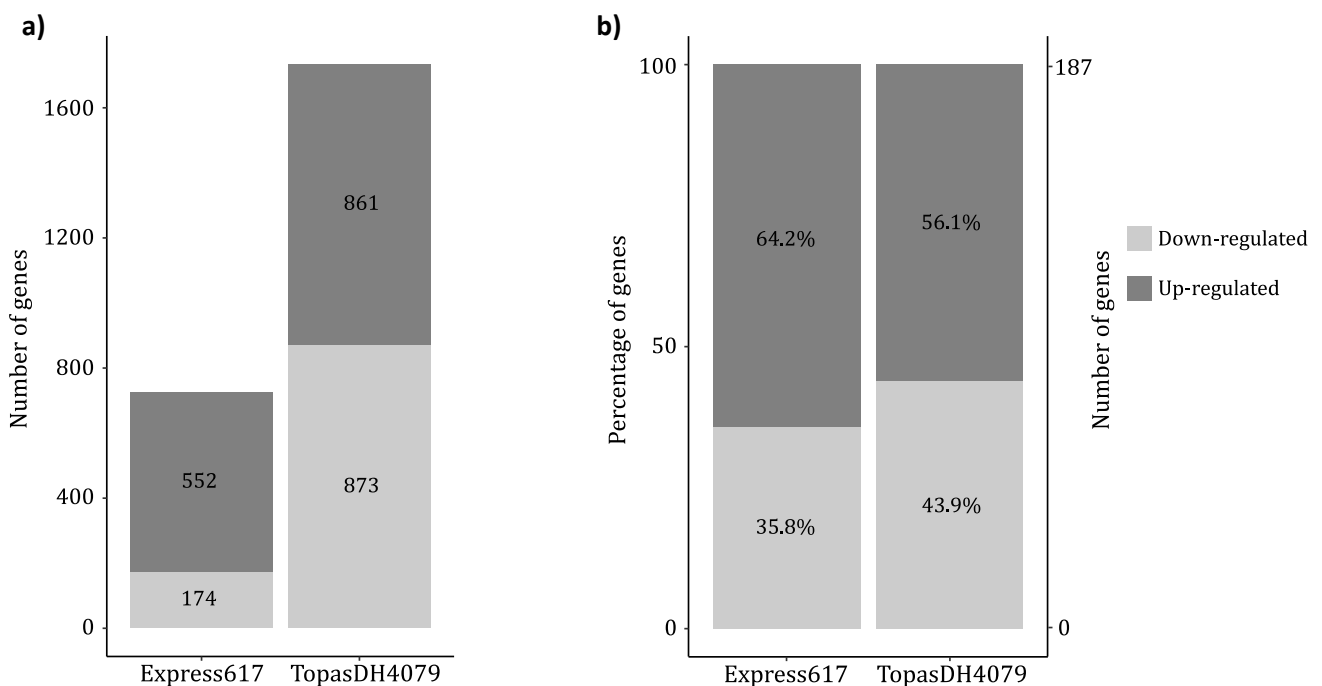 a)
Number of genes
1600
1200
800
400
0
861
873
552
174
Express617
TopasDH4079
b)
Percentage of genes
100
50
0
64.2%
56.1%
35.8%
43.9%
Express617
TopasDH4079
187
0
Number of genes
Down-regulated
Up-regulated